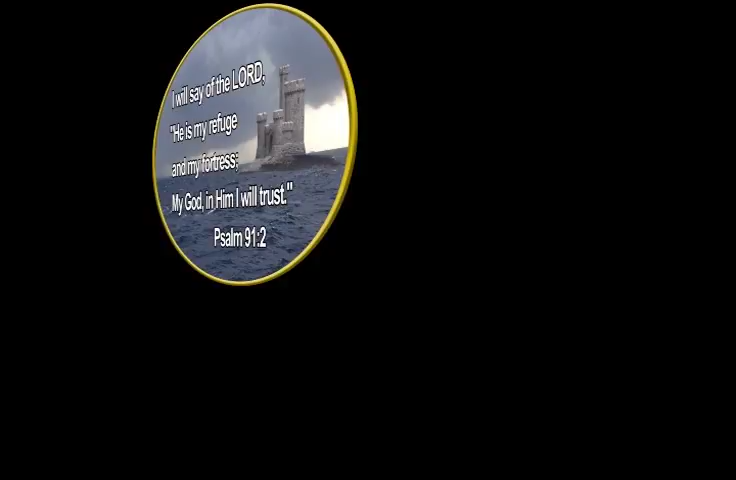 I will say of the LORD,
"He is my refuge
and my fortress;
My God, in Him I will trust."
Psalm 91:2